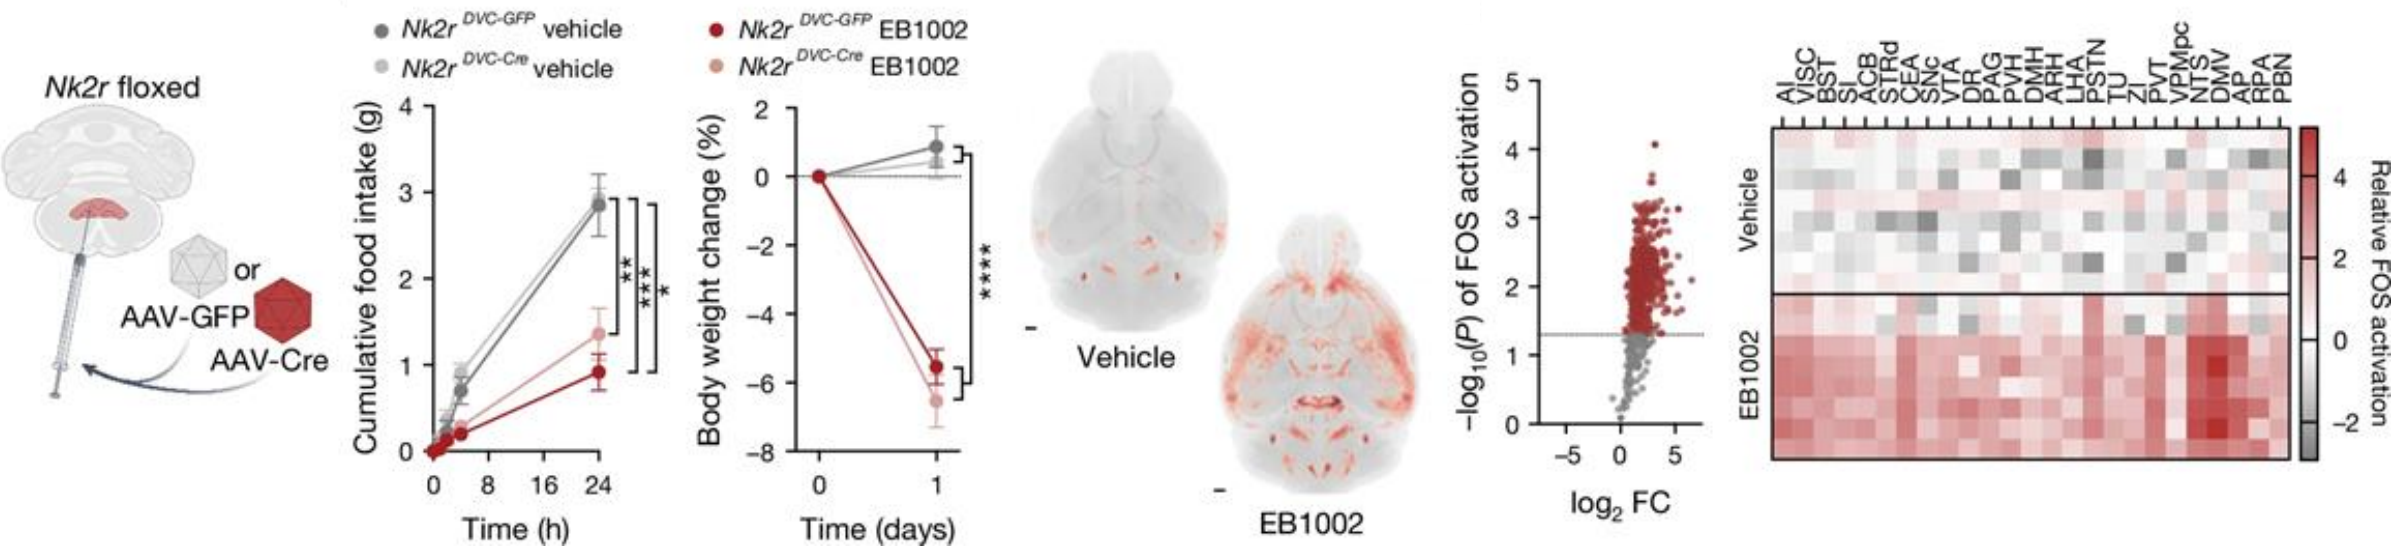 Nk2r floxed
or
AAV-GFP
AAV-Cre
Nk2r DVC-GFP vehicle
Nk2r DVC-Cre vehicle
Cumulative food intake (g)
4
3
2
1
0
0 8 16 24
Time (h)
**
***
*
Nk2r DVC-GFP EB1002
Nk2r DVC-Cre EB1002
Body weight change (%)
2
0
−2
−4
−6
−8
0 1
Time (days)
****
Vehicle
EB1002
−log10(P) of FOS activation
5
4
3
2
1
0
−5 0 5
log2 FC
AI VISC BST SI ACB STRd CEA SNc VTA DR PAG PVH DMH ARH LHA PSTN TU ZI PVT VPMpc NTS DMV AP RPA PBN
Vehicle
EB1002
4
2
0
−2
Relative FOS activation